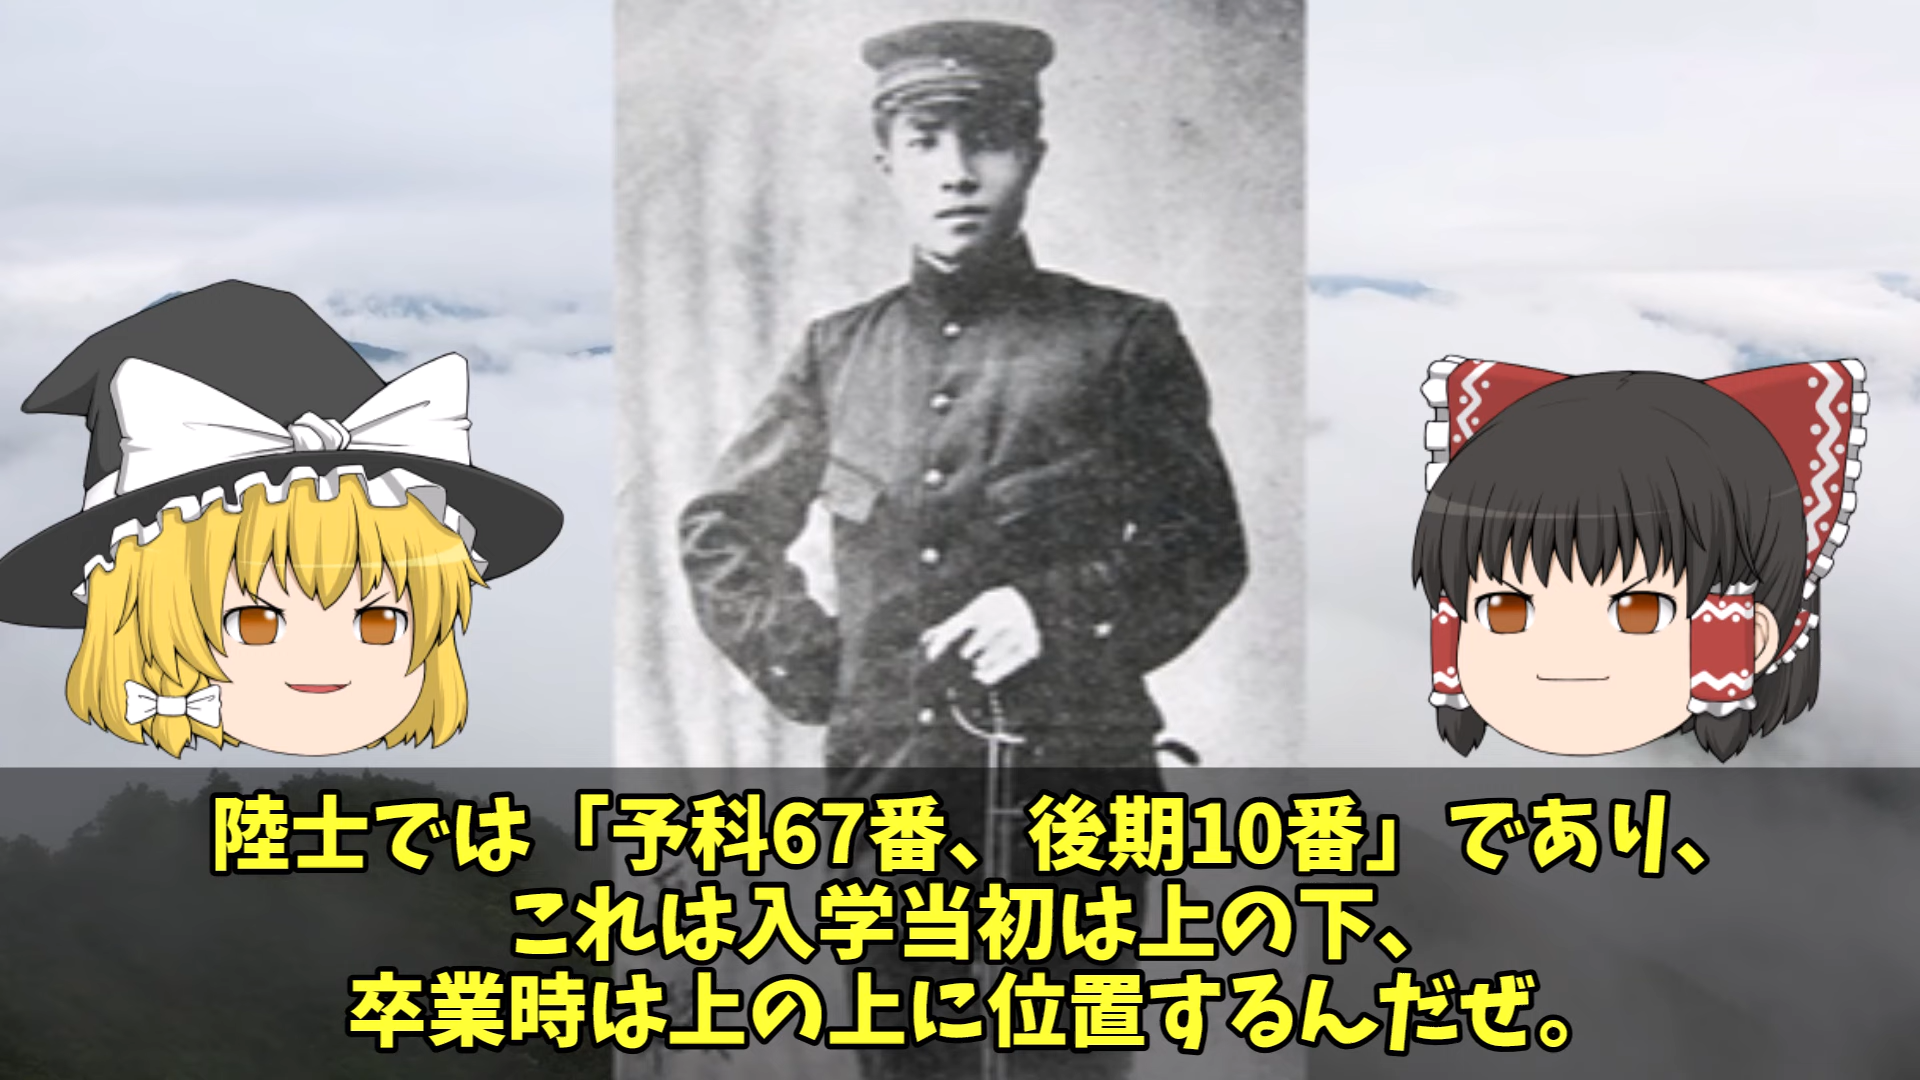 陸士では「予科67番、後期10番」であり、
これは入学当初は上の下、
卒業時は上の上に位置するんだぜ。